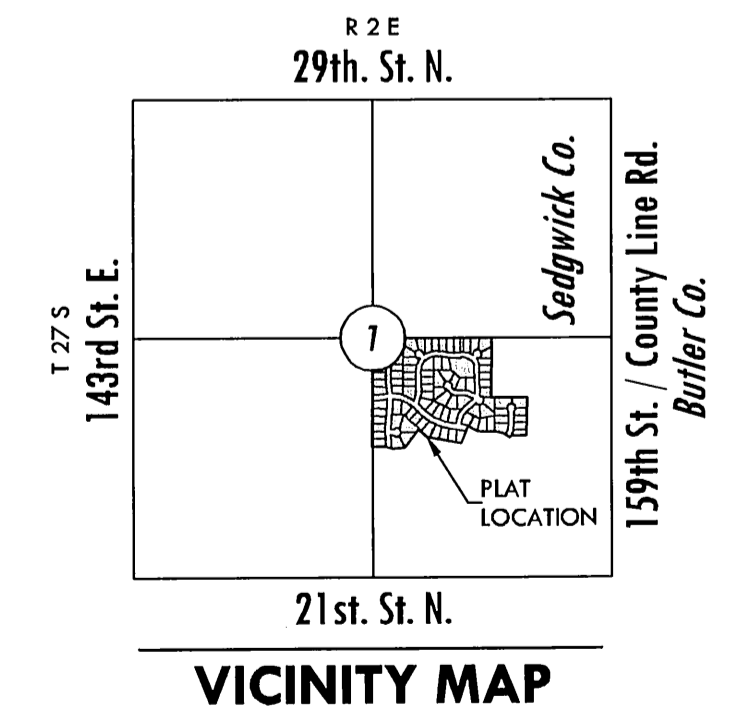 R 2 E
29th. St. N.
Sedgwick Co.
159th St. / County Line Rd.
Butler Co.
T 27 S
143rd St. E.
1
PLAT
LOCATION
21st. St. N.
VICINITY MAP